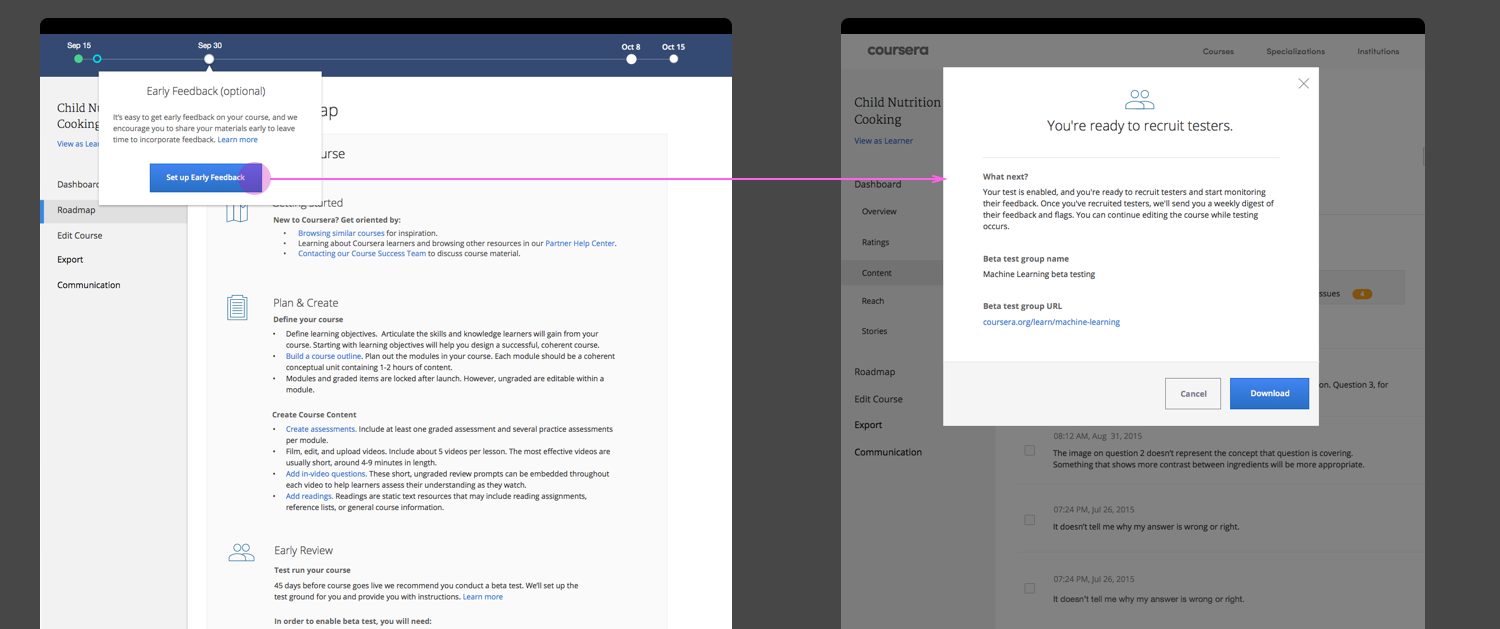 Sep 15
Sep 30
Oct 8
Oct 15
Early Feedback (optional)
It's easy to get early feedback on your course, and we
encourage you to share your materials early to leave
time to incorporate feedback. Learn more
Set up Early Feedback
Child
Cooking
View as
Dashboard
Roadmap
Edit Course
Export
Communication
Getting Started
New to Coursera? Get oriented by:
• Browsing similar courses for inspiration.
• Learning about Coursera learners and browsing other resources in our Partner Help Center.
• Contacting our Course Success Team to discuss course material.
Plan & Create
Define your course
• Define learning objectives. Articulate the skills and knowledge learners will gain from your
course. Starting with learning objectives will help you design a successful, coherent course.
• Build a course outline. Plan out the modules in your course. Each module should be a coherent
conceptual unit containing 1-2 hours of content.
• Modules and graded items are locked after launch. However, ungraded are editable within a
module.
Create Course Content
• Create assessments. Include at least one graded assessment and several practice assessments
per module.
• Film, edit, and upload videos. Include about 5 videos per lesson. The most effective videos are
usually short, around 4-9 minutes in length.
• Add in-video questions. These short, ungraded review prompts can be embedded throughout
each video to help learners assess their understanding as they watch.
• Add readings. Readings are static text resources that may include reading assignments,
reference lists, or general course information.
Early Review
Test run your course
45 days before course goes live we recommend you conduct a beta test. We'll set up the
test ground for you and provide you with instructions. Learn more
In order to enable beta test, you will need:
coursera
Courses
Specializations
Institutions
Child Nutrition
Cooking
View as Learner
Dashboard
Overview
Ratings
Content
Reach
Stories
Roadmap
Edit Course
Export
Communication
You're ready to recruit testers.
What next?
Your test is enabled, and you're ready to recruit testers and start monitoring
their feedback. Once you've recruited testers, we'll send you a weekly digest of
their feedback and flags. You can continue editing the course while testing
occurs.
Beta test group name
Machine Learning beta testing
Beta test group URL
coursera.org/learn/machine-learning
Cancel
Download
ssues 4
on. Question 3, for
08:12 AM, Aug 31, 2015
The image on question 2 doesn't represent the concept that question is covering.
Something that shows more contrast between ingredients will be more appropriate.
07:24 PM, Jul 26, 2015
It doesn't tell me why my answer is wrong or right.
07:24 PM, Jul 26, 2015
It doesn't tell me why my answer is wrong or right.